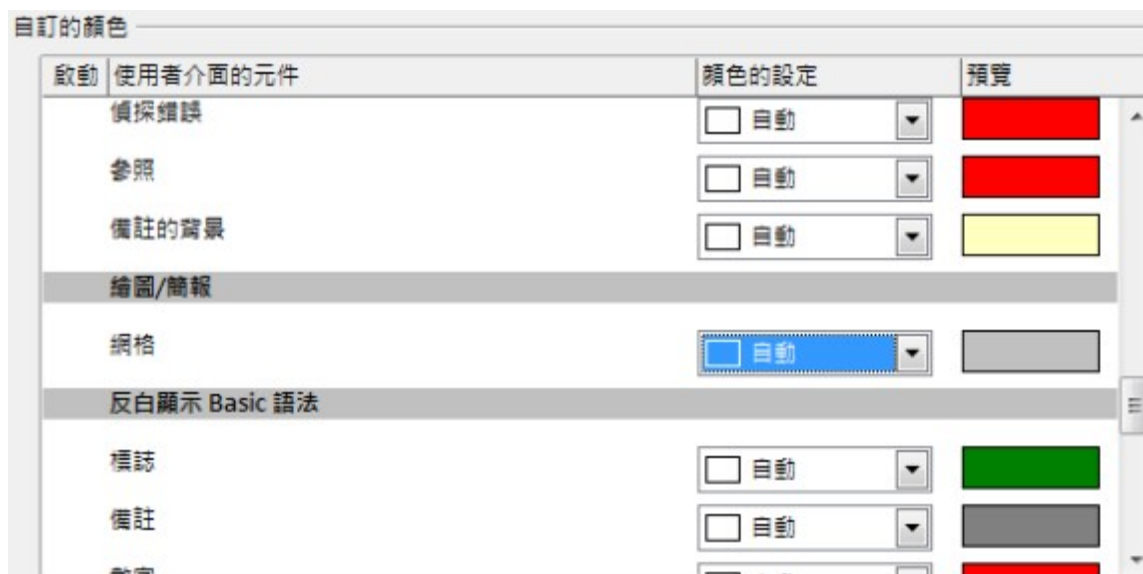 自訂的顏色
啟動 使用者介面的元件 顏色的設定 預覽
偵探錯誤 自動
參照 自動
備註的背景 自動
繪圖/簡報
網格 自動
反白顯示 Basic 語法
標誌 自動
備註 自動